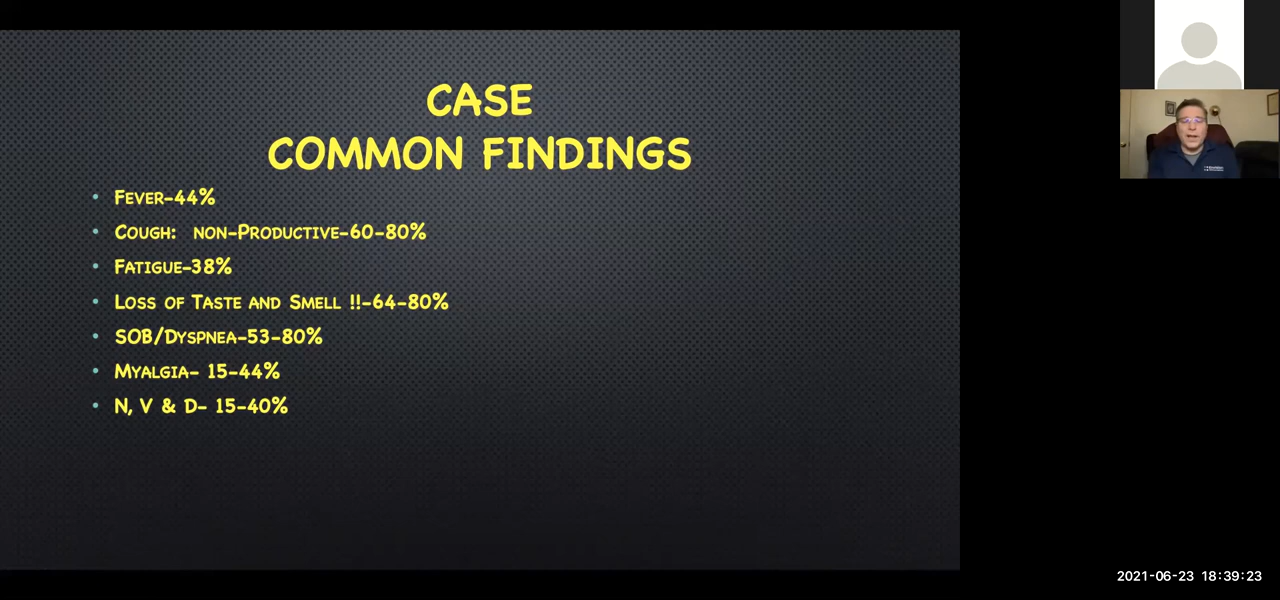 CASE
COMMON FINDINGS
• Fever-44%
• Cough: non-Productive-60-80%
• Fatigue-38%
• Loss of Taste and Smell !!-64-80%
• SOB/Dyspnea-53-80%
• Myalgia- 15-44%
• N, V & D- 15-40%
2021-06-23 18:39:23